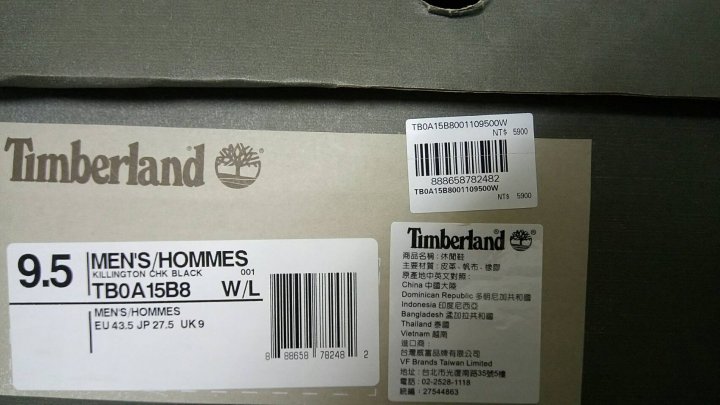 Timberland
9.5
MEN'S/HOMMES
KILLINGTON CHK BLACK 001
TB0A15B8 W/L
MEN'S/HOMMES
EU 43.5 JP 27.5 UK 9
8 88658 78248 2
TB0A15B8001109500W
NT$ 5900
888658782482
TB0A15B8001109500W
NT$ 5900
Timberland
商品名稱:休閒鞋
主要材質:皮革、帆布、橡膠
原產地中英文對照:
China 中國大陸
Dominican Republic 多明尼加共和國
Indonesia 印度尼西亞
Bangladesh 孟加拉共和國
Thailand 泰國
Vietnam 越南
進口商:
台灣威富品牌有限公司
VF Brands Taiwan Limited
地址:台北市光復南路35號5樓
電話:02-2528-1118
統編:27544863